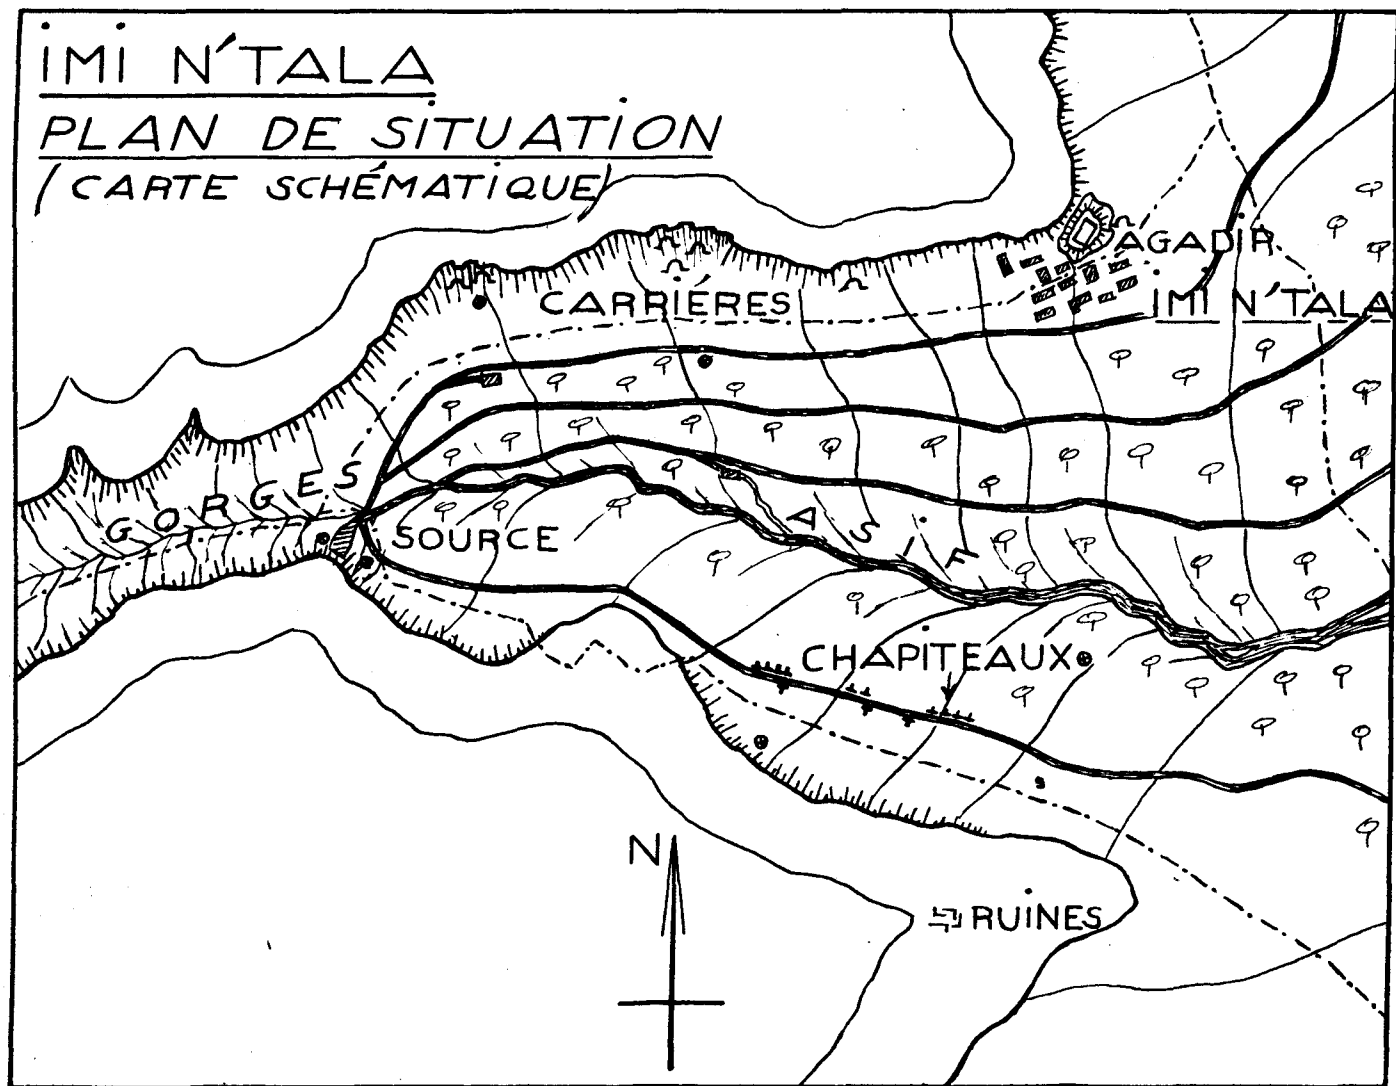 IMI N'TALA
PLAN DE SITUATION
(CARTE SCHÉMATIQUE)
AGADIR
CARRIÈRES
IMI N'TALA
GORGES
SOURCE
ASIF
CHAPITEAUX
N
RUINES